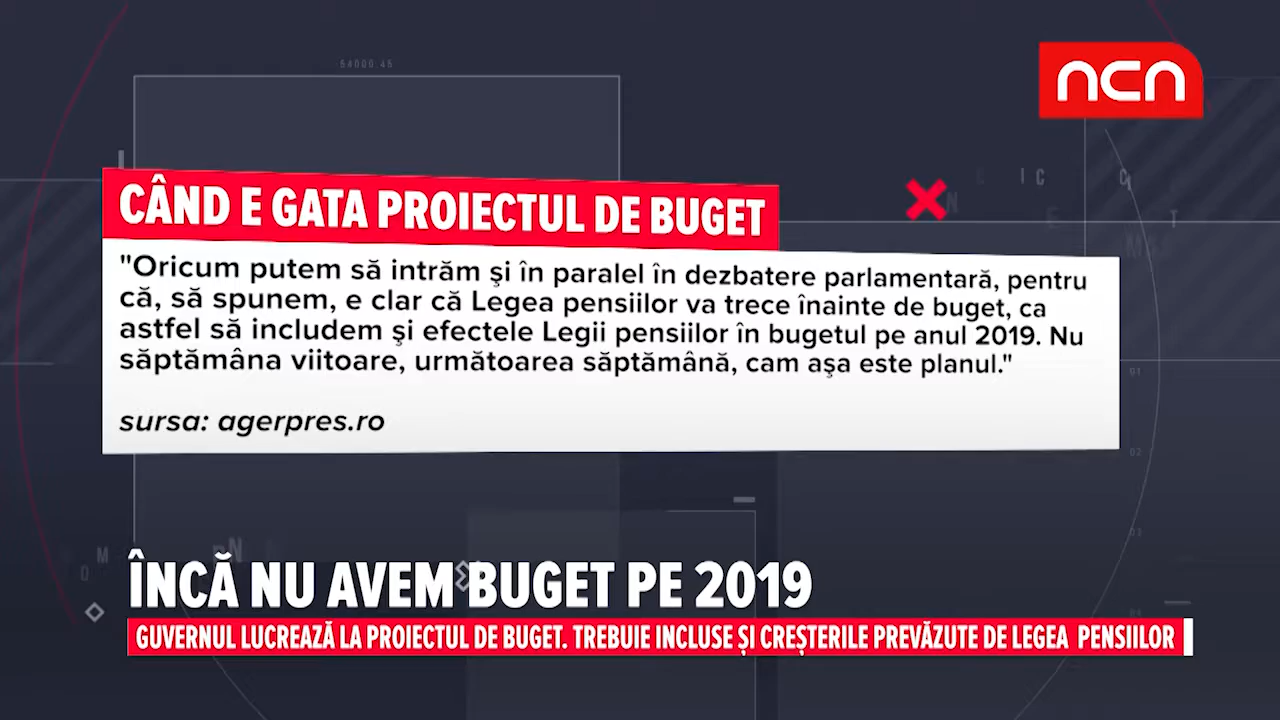 54000.45
ncn
CÂND E GATA PROIECTUL DE BUGET
"Oricum putem să intrăm şi în paralel în dezbatere parlamentară, pentru
că, să spunem, e clar că Legea pensiilor va trece înainte de buget, ca
astfel să includem şi efectele Legii pensiilor în bugetul pe anul 2019. Nu
săptămâna viitoare, următoarea săptămână, cam aşa este planul."
sursa: agerpres.ro
ÎNCĂ NU AVEM BUGET PE 2019
GUVERNUL LUCREAZĂ LA PROIECTUL DE BUGET. TREBUIE INCLUSE ȘI CREȘTERILE PREVĂZUTE DE LEGEA PENSIILOR